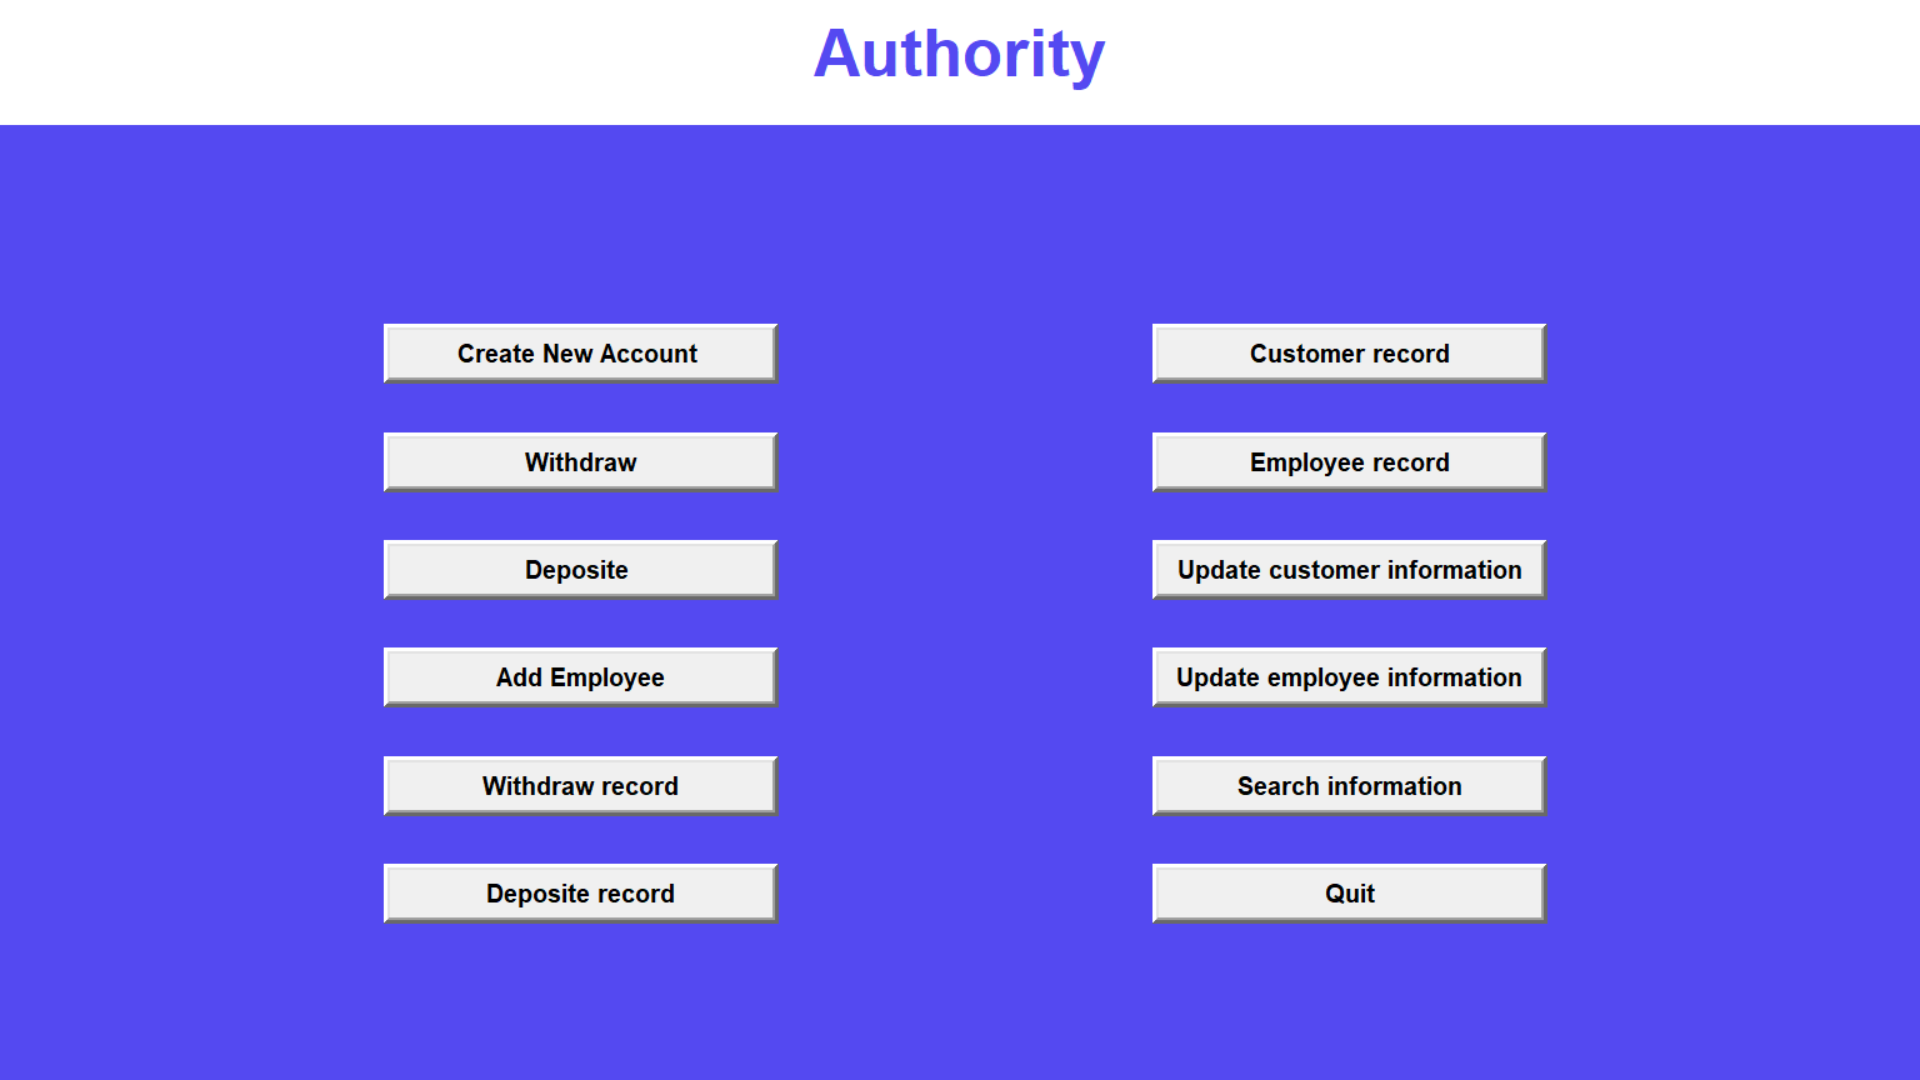 Authority
Create New Account
Withdraw
Deposite
Add Employee
Withdraw record
Deposite record
Customer record
Employee record
Update customer information
Update employee information
Search information
Quit